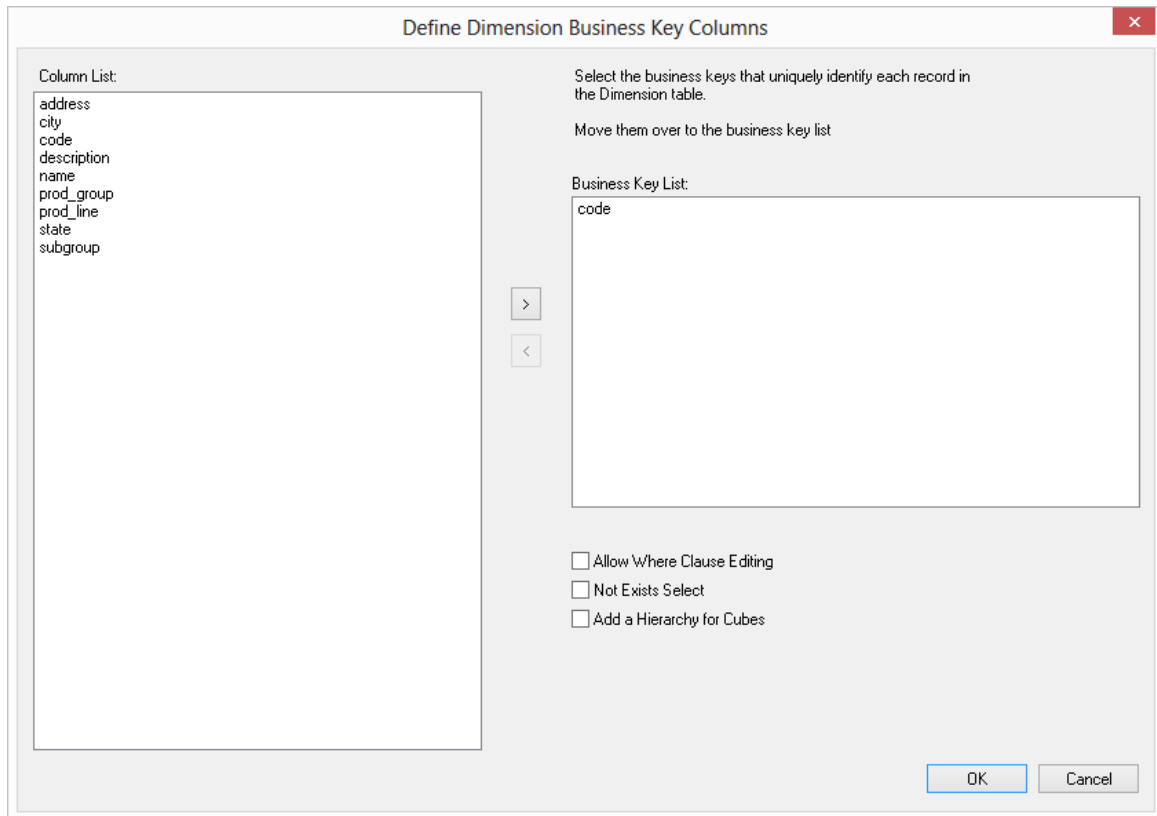 Define Dimension Business Key Columns
Column List:
address
city
code
description
name
prod_group
prod_line
state
subgroup
Select the business keys that uniquely identify each record in
the Dimension table.
Move them over to the business key list
Business Key List:
code
>
<
Allow Where Clause Editing
Not Exists Select
Add a Hierarchy for Cubes
OK
Cancel